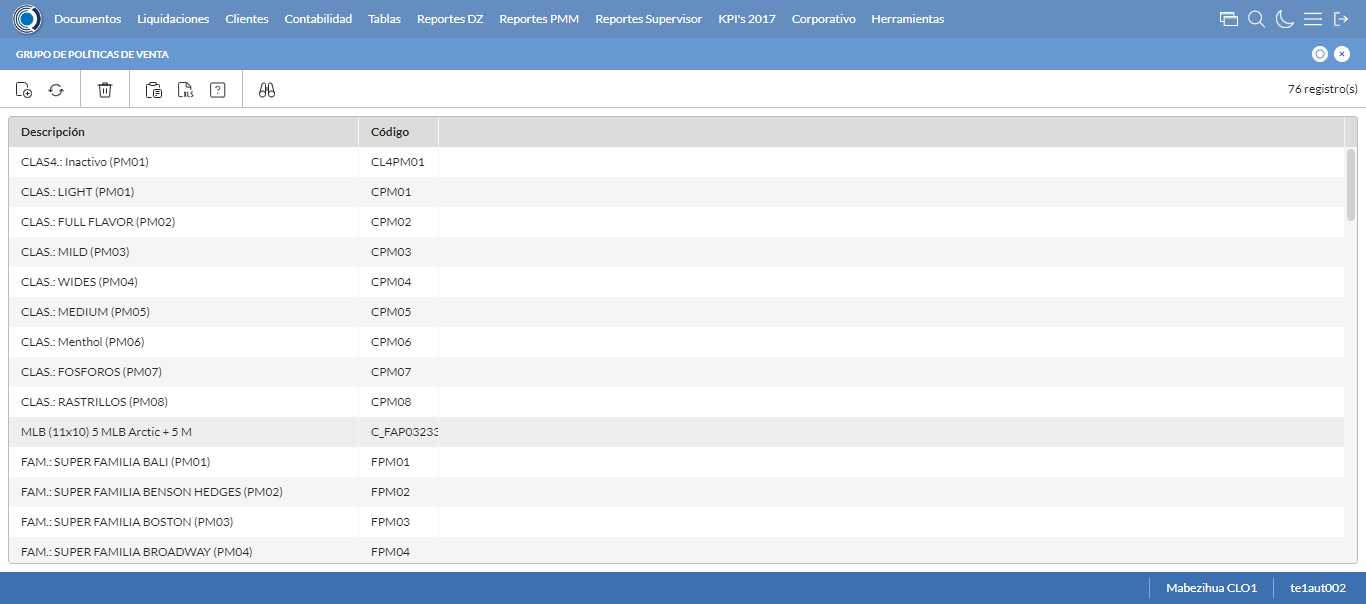 Documentos Liquidaciones Clientes Contabilidad Tablas Reportes DZ Reportes PMM Reportes Supervisor KPI's 2017 Corporativo Herramientas
GRUPO DE POLÍTICAS DE VENTA
XLS ? 76 registro(s)
Descripción Código
CLAS4.: Inactivo (PM01) CL4PM01
CLAS.: LIGHT (PM01) CPM01
CLAS.: FULL FLAVOR (PM02) CPM02
CLAS.: MILD (PM03) CPM03
CLAS.: WIDES (PM04) CPM04
CLAS.: MEDIUM (PM05) CPM05
CLAS.: Menthol (PM06) CPM06
CLAS.: FOSFOROS (PM07) CPM07
CLAS.: RASTRILLOS (PM08) CPM08
MLB (11x10) 5 MLB Arctic + 5 M C_FAP03233
FAM.: SUPER FAMILIA BALI (PM01) FPM01
FAM.: SUPER FAMILIA BENSON HEDGES (PM02) FPM02
FAM.: SUPER FAMILIA BOSTON (PM03) FPM03
FAM.: SUPER FAMILIA BROADWAY (PM04) FPM04
Mabezihua CLO1 te1aut002